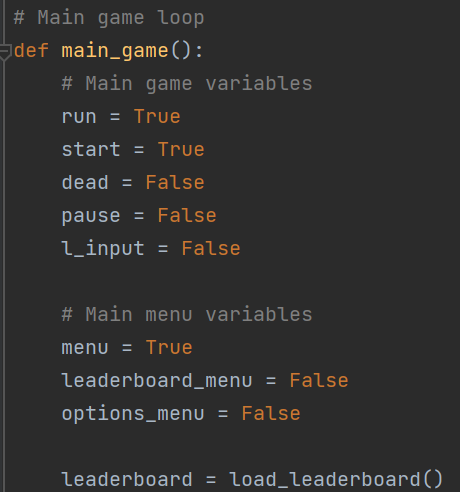 # Main game loop
def main_game():
    # Main game variables
    run = True
    start = True
    dead = False
    pause = False
    l_input = False

    # Main menu variables
    menu = True
    leaderboard_menu = False
    options_menu = False

    leaderboard = load_leaderboard()